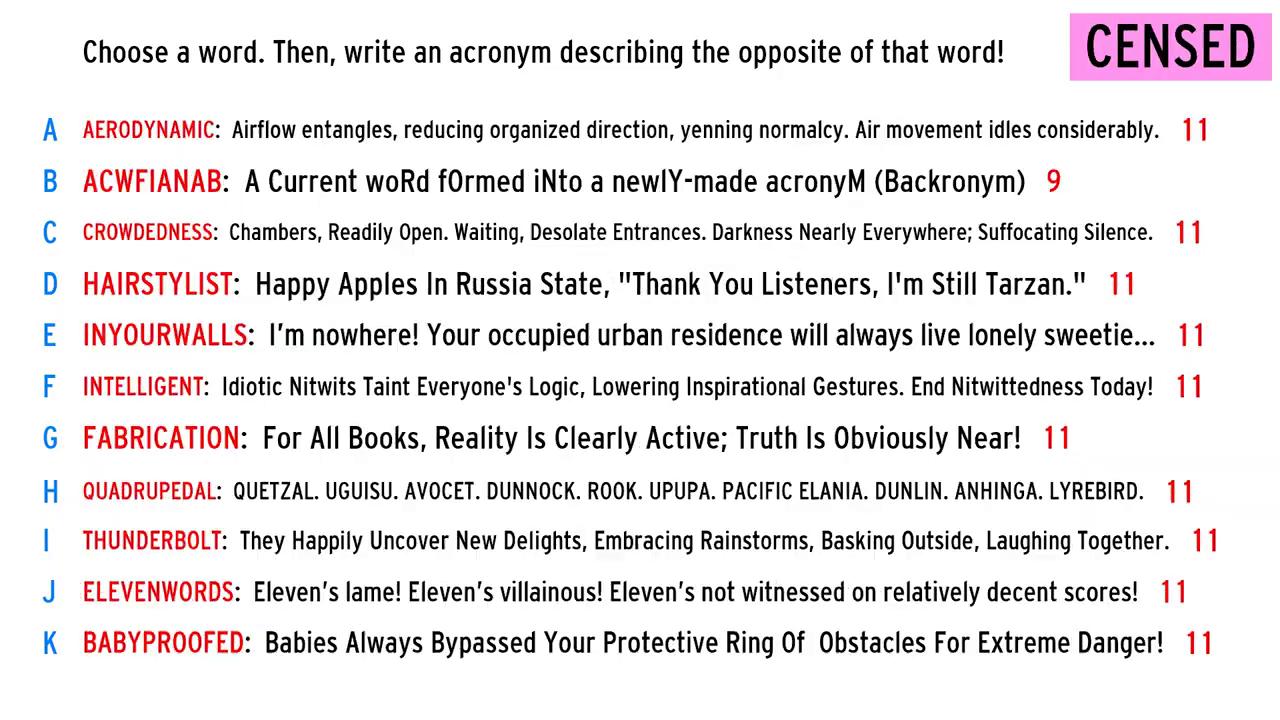 Choose a word. Then, write an acronym describing the opposite of that word!
CENSED
A AERODYNAMIC: Airflow entangles, reducing organized direction, yenning normalcy. Air movement idles considerably. 11
B ACWFIANAB: A Current woRd fOrmed iNto a newlY-made acronyM (Backronym) 9
C CROWDEDNESS: Chambers, Readily Open. Waiting, Desolate Entrances. Darkness Nearly Everywhere; Suffocating Silence. 11
D HAIRSTYLIST: Happy Apples In Russia State, "Thank You Listeners, I'm Still Tarzan." 11
E INYOURWALLS: I’m nowhere! Your occupied urban residence will always live lonely sweetie... 11
F INTELLIGENT: Idiotic Nitwits Taint Everyone's Logic, Lowering Inspirational Gestures. End Nitwittedness Today! 11
G FABRICATION: For All Books, Reality Is Clearly Active; Truth Is Obviously Near! 11
H QUADRUPEDAL: QUETZAL. UGUISU. AVOCET. DUNNOCK. ROOK. UPUPA. PACIFIC ELANIA. DUNLIN. ANHINGA. LYREBIRD. 11
I THUNDERBOLT: They Happily Uncover New Delights, Embracing Rainstorms, Basking Outside, Laughing Together. 11
J ELEVENWORDS: Eleven’s lame! Eleven’s villainous! Eleven’s not witnessed on relatively decent scores! 11
K BABYPROOFED: Babies Always Bypassed Your Protective Ring Of Obstacles For Extreme Danger! 11